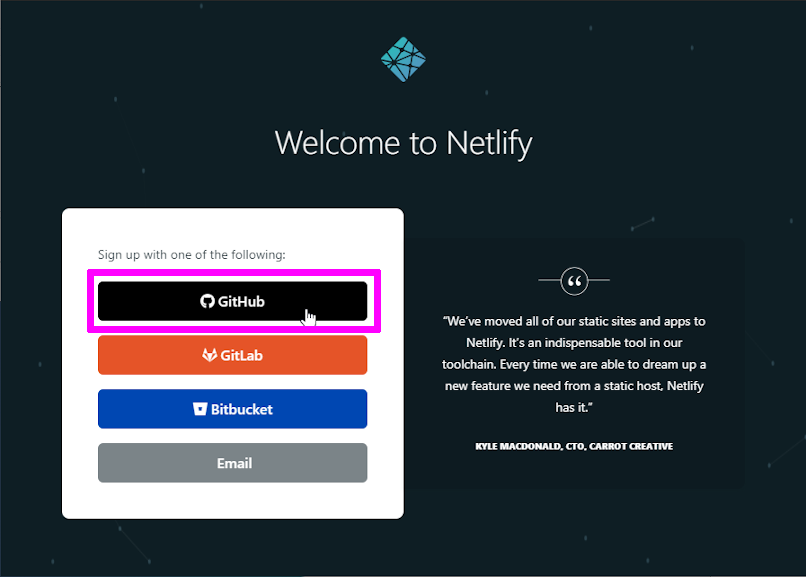 Welcome to Netlify
Sign up with one of the following:
GitHub
GitLab
Bitbucket
Email
“We’ve moved all of our static sites and apps to
Netlify. It’s an indispensable tool in our
toolchain. Every time we are able to dream up a
new feature we need from a static host, Netlify
has it.”
KYLE MACDONALD, CTO, CARROT CREATIVE